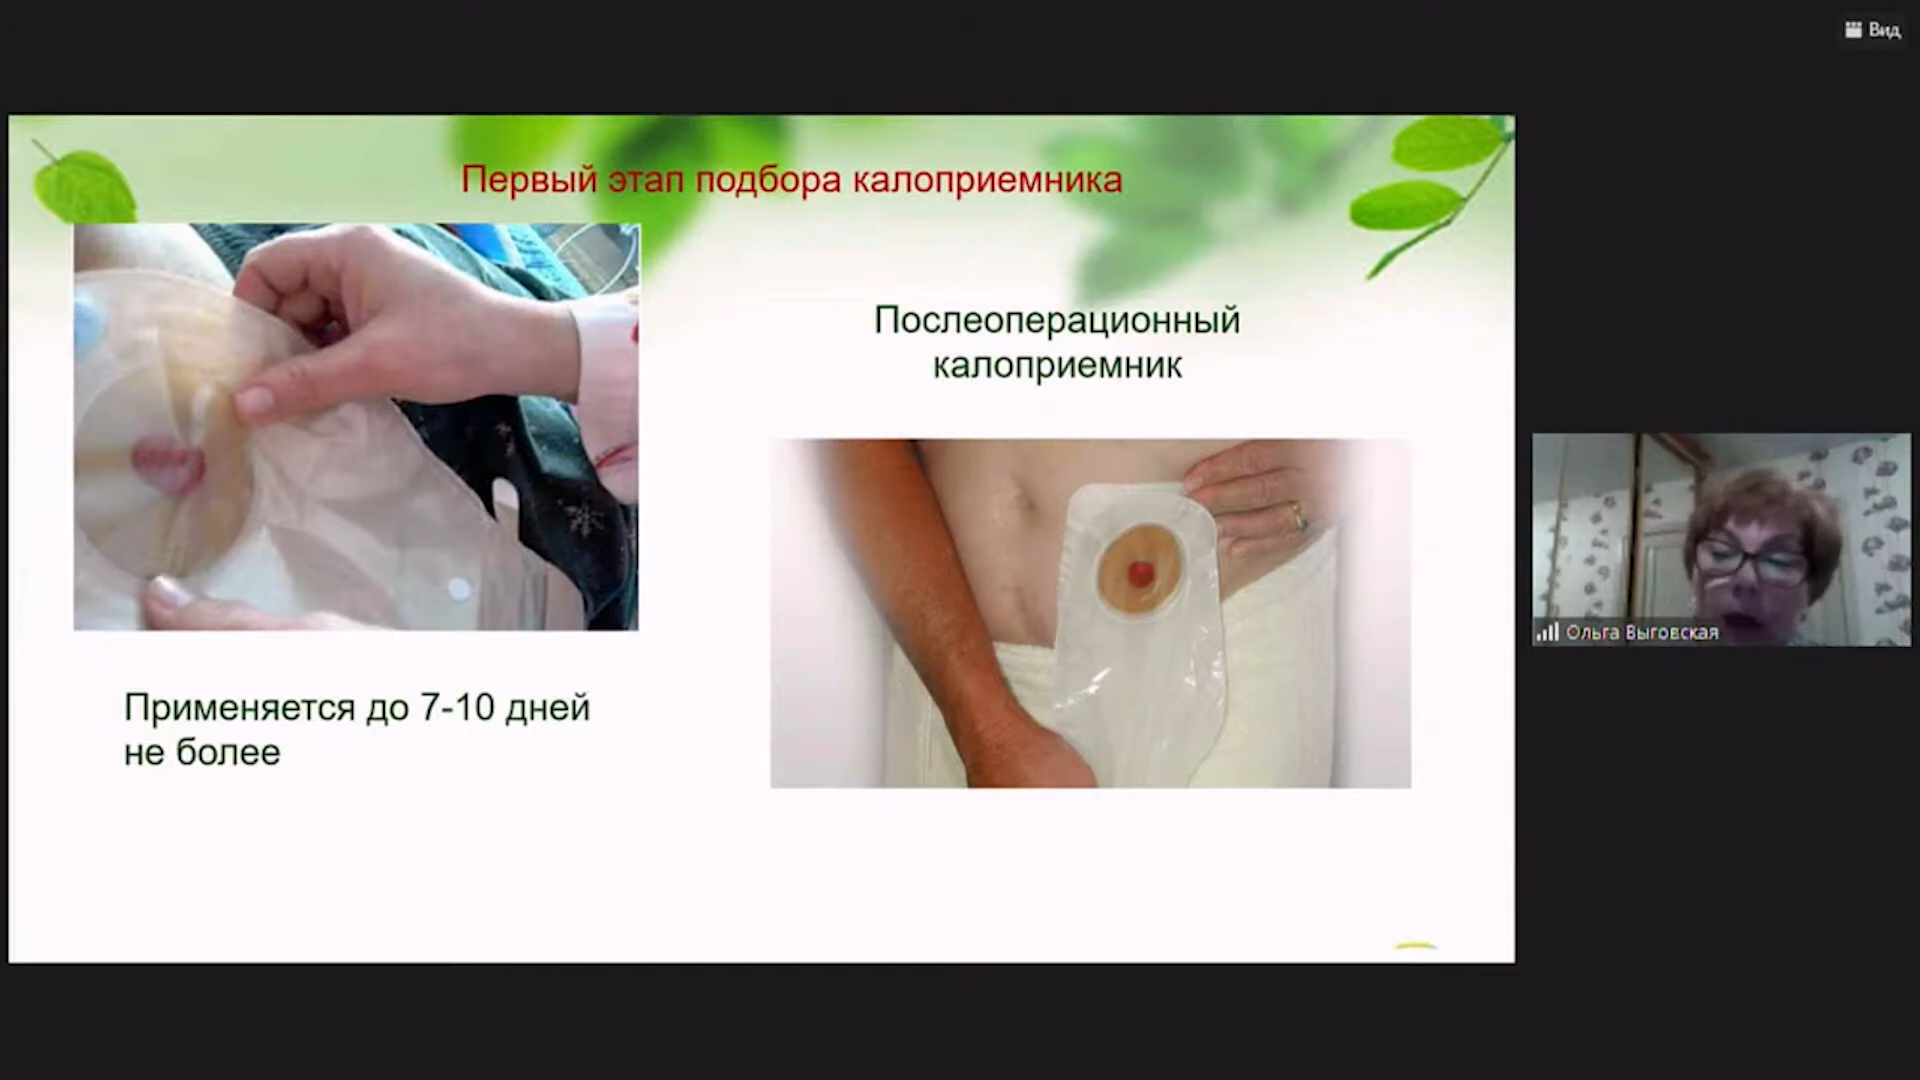 Вид
Первый этап подбора калоприемника
Послеоперационный
калоприемник
Применяется до 7-10 дней
не более
Ольга Выговская